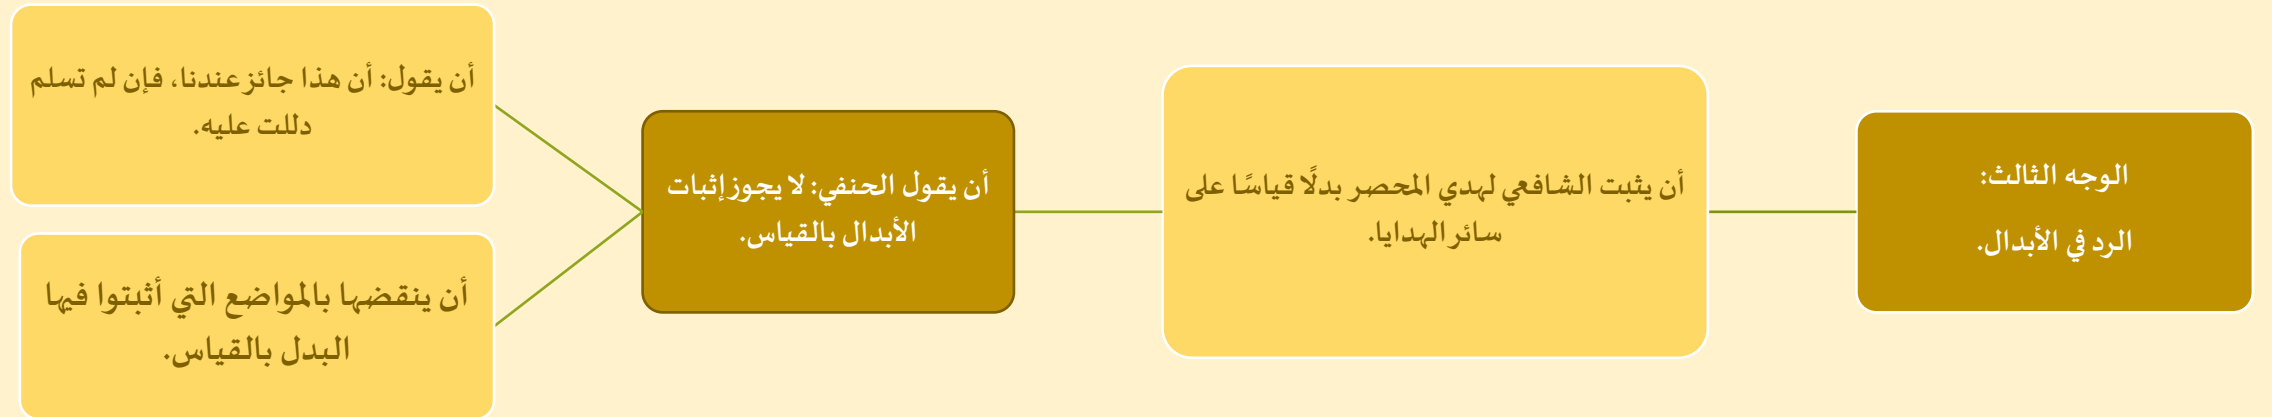 الوجه الثالث:
الرد في الأبدال.
أن يثبت الشافعي لهدي المحصر بدلًا قياسًا على
سائر الهدايا.
أن يقول الحنفي: لا يجوز إثبات
الأبدال بالقياس.
أن يقول: أن هذا جائز عندنا، فإن لم تسلم
دللت عليه.
أن ينقضها بالمواضع التي أثبتوا فيها
البدل بالقياس.